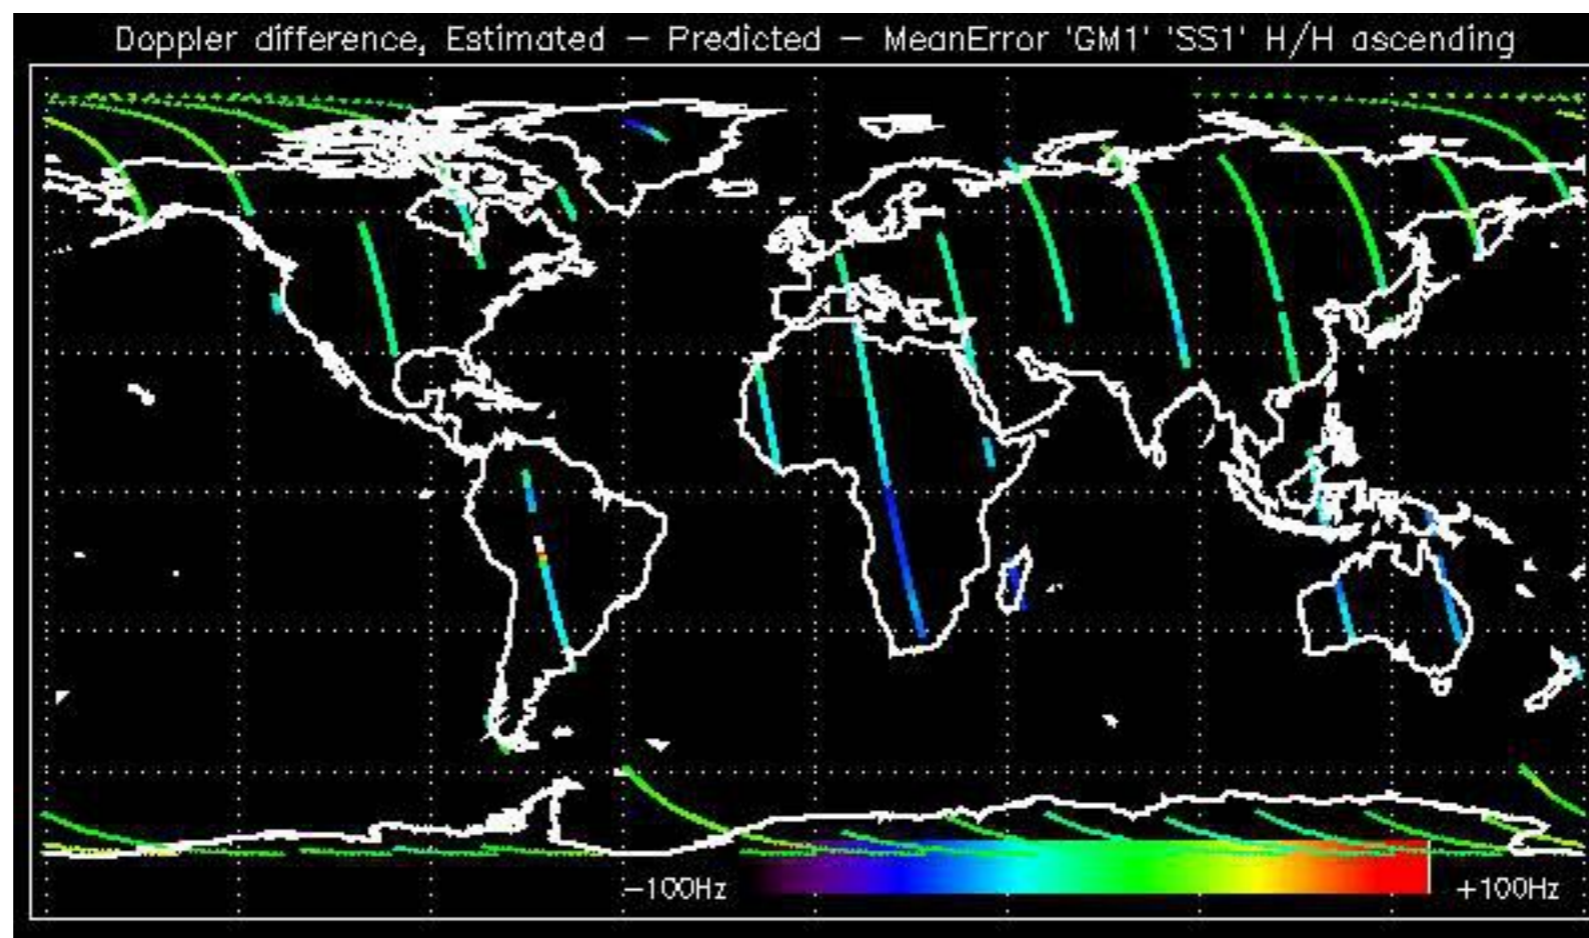 Doppler difference, Estimated – Predicted – MeanError 'GM1' 'SS1' H/H ascending
–100Hz
+100Hz